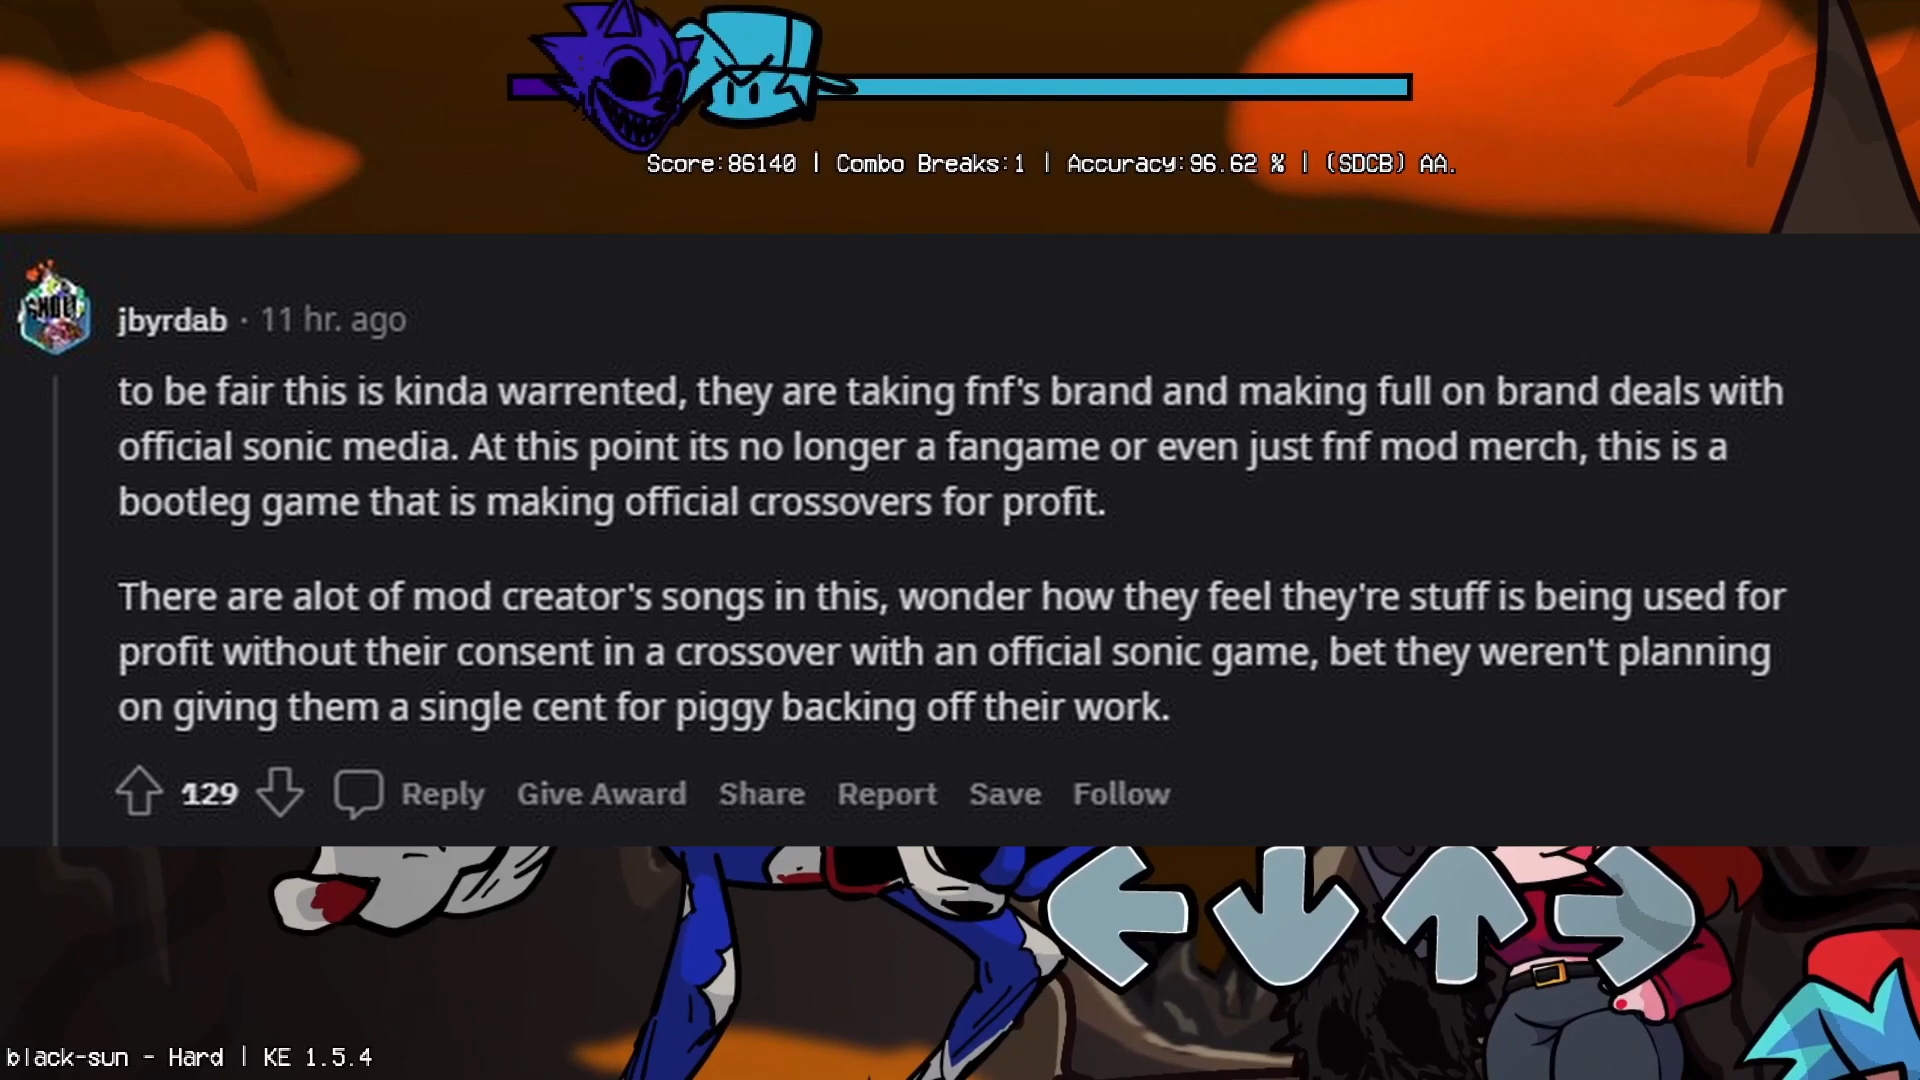 Score:86140 | Combo Breaks:1 | Accuracy:96.62 % | (SDCB) AA.
jbyrdab · 11 hr. ago
to be fair this is kinda warrented, they are taking fnf's brand and making full on brand deals with
official sonic media. At this point its no longer a fangame or even just fnf mod merch, this is a
bootleg game that is making official crossovers for profit.
There are alot of mod creator's songs in this, wonder how they feel they're stuff is being used for
profit without their consent in a crossover with an official sonic game, bet they weren't planning
on giving them a single cent for piggy backing off their work.
129 Reply Give Award Share Report Save Follow
black-sun - Hard | KE 1.5.4